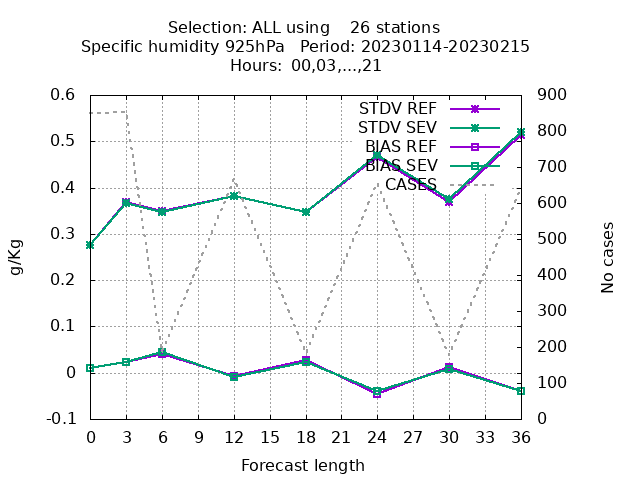 Selection: ALL using    26 stations
Specific humidity 925hPa   Period: 20230114-20230215
Hours: 00,03,...,21
STDV REF
STDV SEV
BIAS REF
BIAS SEV
CASES
0.6
0.5
0.4
0.3
0.2
0.1
0
-0.1
900
800
700
600
500
400
300
200
100
0
g/Kg
No cases
0 3 6 9 12 15 18 21 24 27 30 33 36
Forecast length